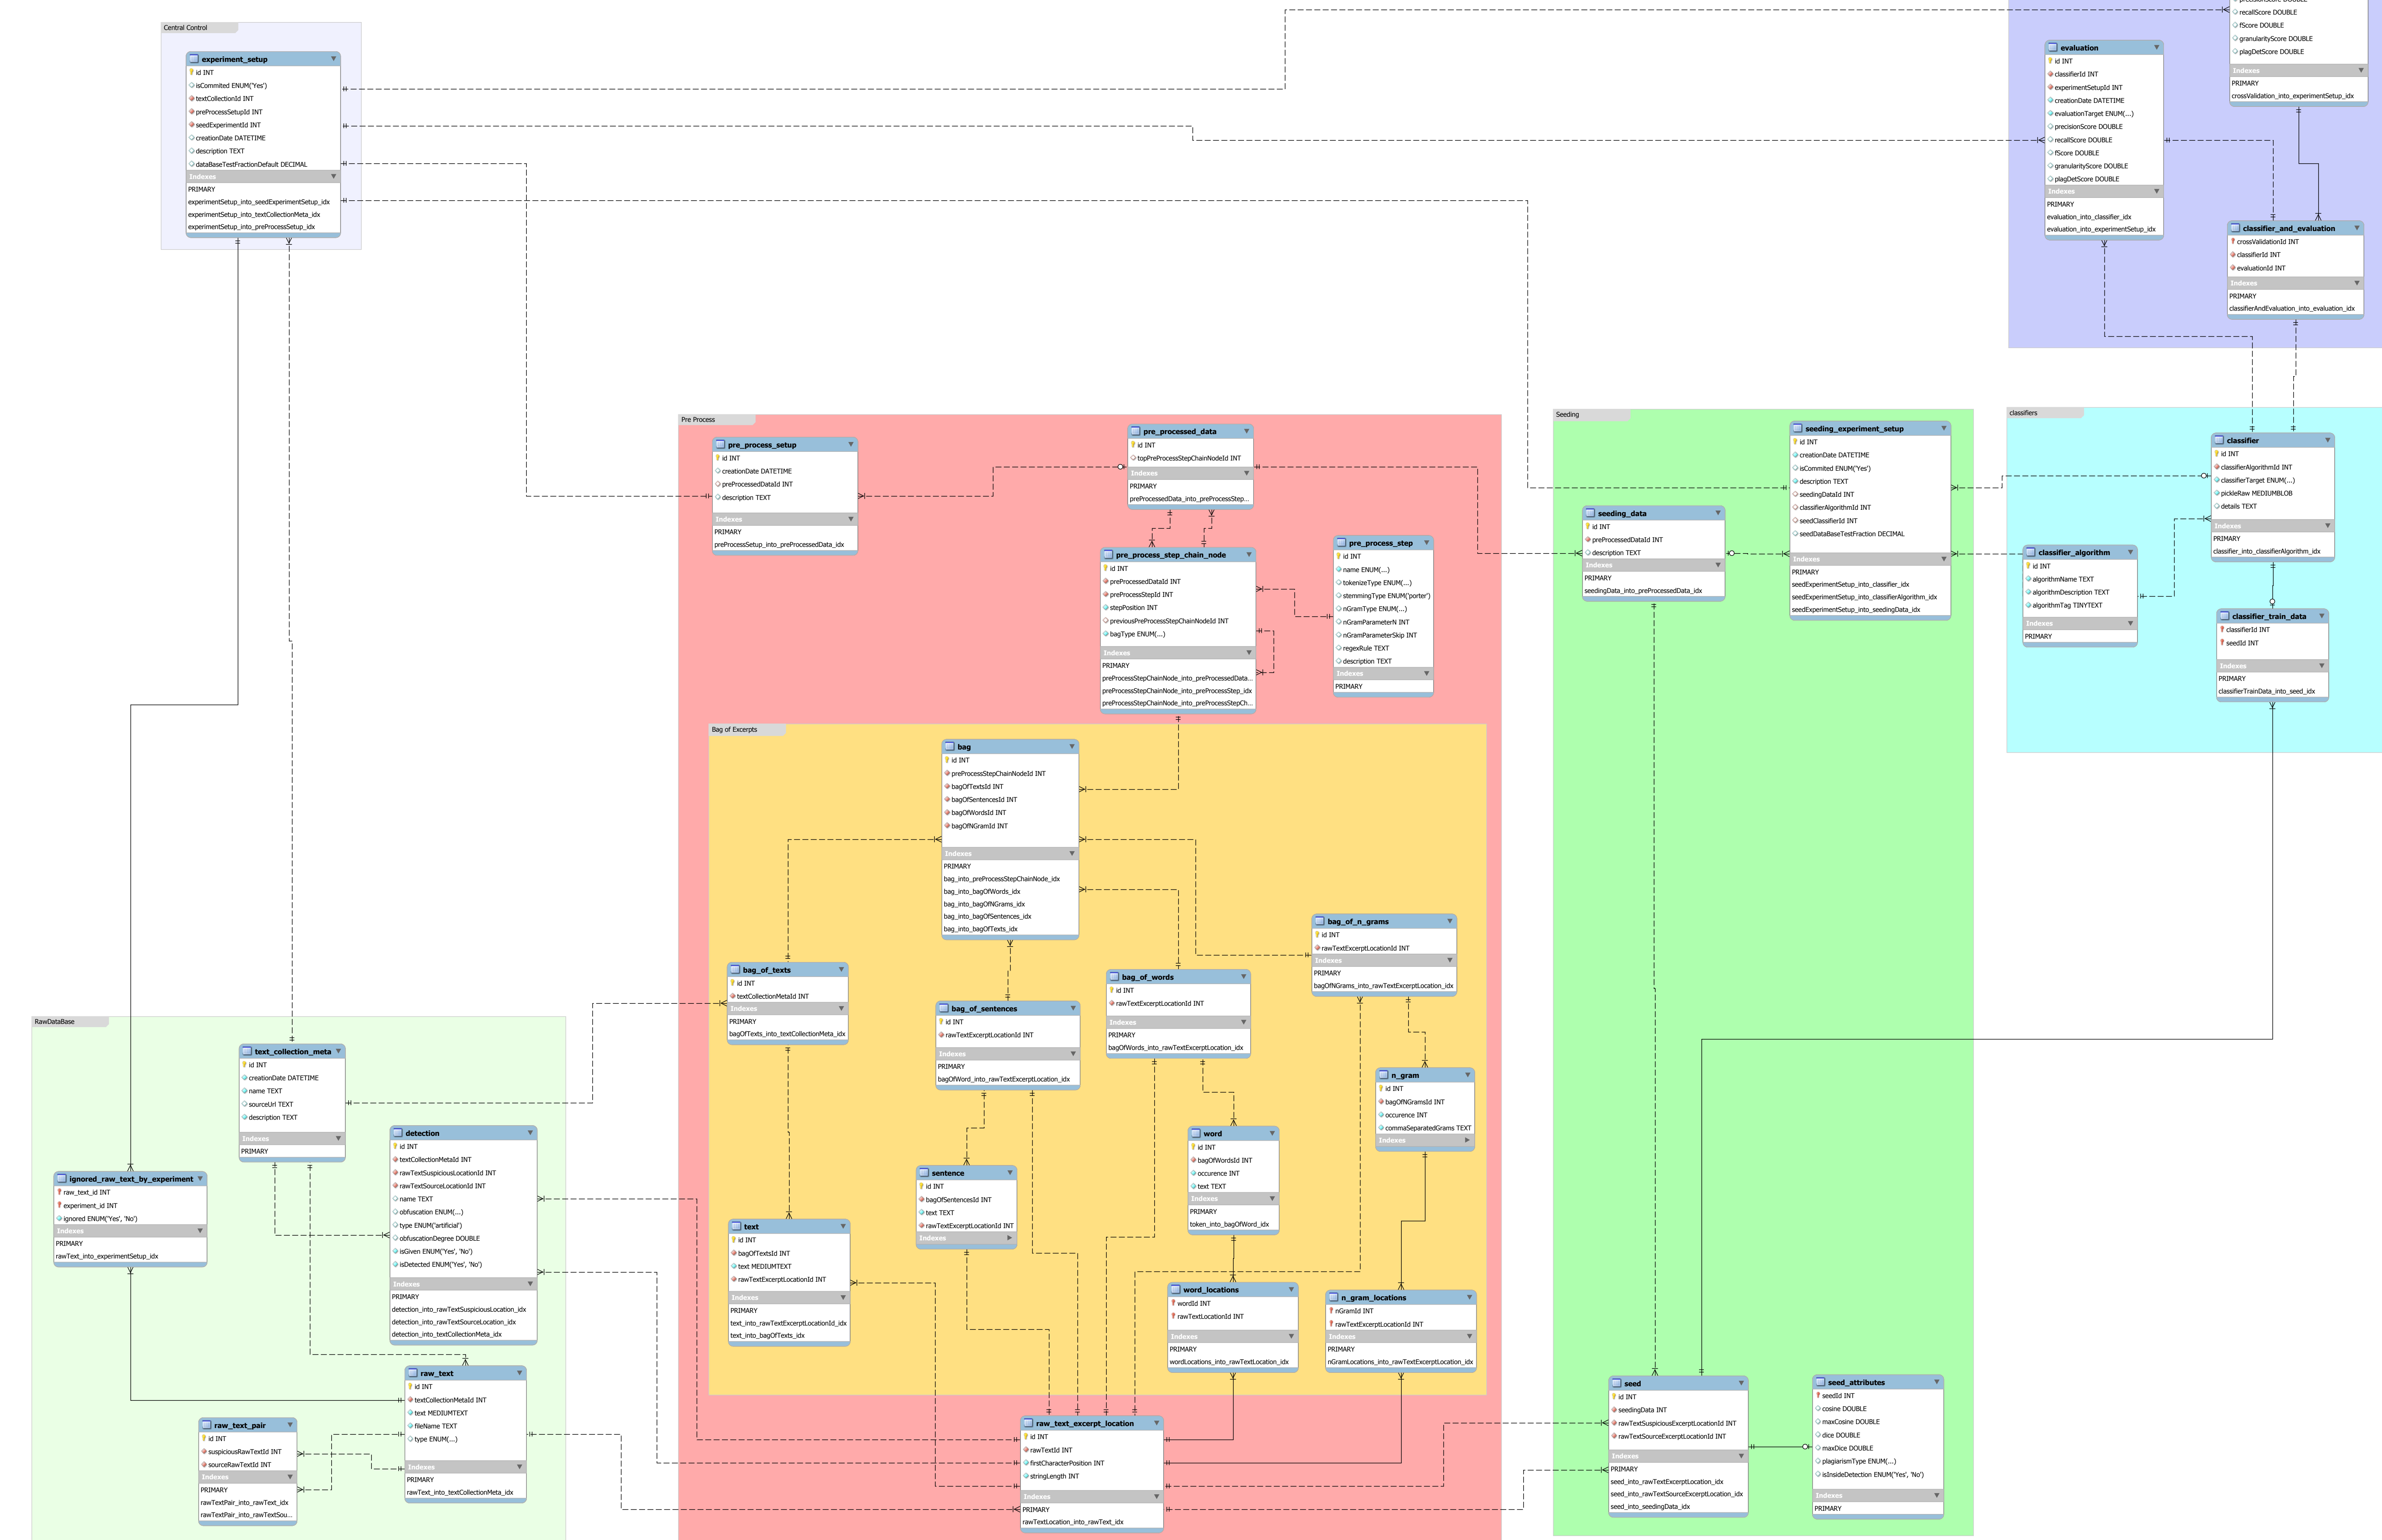 Central Control
experiment_setup
id INT
isCommited ENUM('Yes')
textCollectionId INT
preProcessSetupId INT
seedExperimentId INT
creationDate DATETIME
description TEXT
dataBaseTestFractionDefault DECIMAL
Indexes
PRIMARY
experimentSetup_into_seedExperimentSetup_idx
experimentSetup_into_textCollectionMeta_idx
experimentSetup_into_preProcessSetup_idx
recallScore DOUBLE
fScore DOUBLE
granularityScore DOUBLE
plagDetScore DOUBLE
Indexes
PRIMARY
crossValidation_into_experimentSetup_idx
evaluation
id INT
classifierId INT
experimentSetupId INT
creationDate DATETIME
evaluationTarget ENUM(...)
precisionScore DOUBLE
recallScore DOUBLE
fScore DOUBLE
granularityScore DOUBLE
plagDetScore DOUBLE
Indexes
PRIMARY
evaluation_into_classifier_idx
evaluation_into_experimentSetup_idx
classifier_and_evaluation
crossValidationId INT
classifierId INT
evaluationId INT
Indexes
PRIMARY
classifierAndEvaluation_into_evaluation_idx
Pre Process
pre_process_setup
id INT
creationDate DATETIME
preProcessedDataId INT
description TEXT
Indexes
PRIMARY
preProcessSetup_into_preProcessedData_idx
pre_processed_data
id INT
topPreProcessStepChainNodeId INT
Indexes
PRIMARY
preProcessedData_into_preProcessStep...
pre_process_step_chain_node
id INT
preProcessedDataId INT
preProcessStepId INT
stepPosition INT
previousPreProcessStepChainNodeId INT
bagType ENUM(...)
Indexes
PRIMARY
preProcessStepChainNode_into_preProcessedData...
preProcessStepChainNode_into_preProcessStep_idx
preProcessStepChainNode_into_preProcessStepCh...
pre_process_step
id INT
name ENUM(...)
tokenizeType ENUM(...)
stemmingType ENUM('porter')
nGramType ENUM(...)
nGramParameterN INT
nGramParameterSkip INT
regexRule TEXT
description TEXT
Indexes
PRIMARY
Seeding
seeding_experiment_setup
id INT
creationDate DATETIME
isCommited ENUM('Yes')
description TEXT
seedingDataId INT
classifierAlgorithmId INT
seedClassifierId INT
seedDataBaseTestFraction DECIMAL
Indexes
PRIMARY
seedExperimentSetup_into_classifier_idx
seedExperimentSetup_into_classifierAlgorithm_idx
seedExperimentSetup_into_seedingData_idx
seeding_data
id INT
preProcessedDataId INT
description TEXT
Indexes
PRIMARY
seedingData_into_preProcessedData_idx
classifiers
classifier
id INT
classifierAlgorithmId INT
classifierTarget ENUM(...)
pickleRaw MEDIUMBLOB
details TEXT
Indexes
PRIMARY
classifier_into_classifierAlgorithm_idx
classifier_algorithm
id INT
algorithmName TEXT
algorithmDescription TEXT
algorithmTag TINYTEXT
Indexes
PRIMARY
classifier_train_data
classifierId INT
seedId INT
Indexes
PRIMARY
classifierTrainData_into_seed_idx
Bag of Excerpts
bag
id INT
preProcessStepChainNodeId INT
bagOfTextsId INT
bagOfSentencesId INT
bagOfWordsId INT
bagOfNGramId INT
Indexes
PRIMARY
bag_into_preProcessStepChainNode_idx
bag_into_bagOfWords_idx
bag_into_bagOfNGrams_idx
bag_into_bagOfSentences_idx
bag_into_bagOfTexts_idx
bag_of_texts
id INT
textCollectionMetaId INT
Indexes
PRIMARY
bagOfTexts_into_textCollectionMeta_idx
bag_of_sentences
id INT
rawTextExcerptLocationId INT
Indexes
PRIMARY
bagOfWord_into_rawTextExcerptLocation_idx
bag_of_words
id INT
rawTextExcerptLocationId INT
Indexes
PRIMARY
bagOfWords_into_rawTextExcerptLocation_idx
bag_of_n_grams
id INT
rawTextExcerptLocationId INT
Indexes
PRIMARY
bagOfNGrams_into_rawTextExcerptLocation_idx
n_gram
id INT
bagOfNGramsId INT
occurence INT
commaSeparatedGrams TEXT
Indexes
word
id INT
bagOfWordsId INT
occurence INT
text TEXT
Indexes
PRIMARY
token_into_bagOfWord_idx
sentence
id INT
bagOfSentencesId INT
text TEXT
rawTextExcerptLocationId INT
Indexes
text
id INT
bagOfTextsId INT
text MEDIUMTEXT
rawTextExcerptLocationId INT
Indexes
PRIMARY
text_into_rawTextExcerptLocationId_idx
text_into_bagOfTexts_idx
word_locations
wordId INT
rawTextLocationId INT
Indexes
PRIMARY
wordLocations_into_rawTextLocation_idx
n_gram_locations
nGramId INT
rawTextExcerptLocationId INT
Indexes
PRIMARY
nGramLocations_into_rawTextExcerptLocation_idx
raw_text_excerpt_location
id INT
rawTextId INT
firstCharacterPosition INT
stringLength INT
Indexes
PRIMARY
rawTextLocation_into_rawText_idx
RawDataBase
text_collection_meta
id INT
creationDate DATETIME
name TEXT
sourceUrl TEXT
description TEXT
Indexes
PRIMARY
detection
id INT
textCollectionMetaId INT
rawTextSuspiciousLocationId INT
rawTextSourceLocationId INT
name TEXT
obfuscation ENUM(...)
type ENUM('artificial')
obfuscationDegree DOUBLE
isGiven ENUM('Yes', 'No')
isDetected ENUM('Yes', 'No')
Indexes
PRIMARY
detection_into_rawTextSuspiciousLocation_idx
detection_into_rawTextSourceLocation_idx
detection_into_textCollectionMeta_idx
ignored_raw_text_by_experiment
raw_text_id INT
experiment_id INT
ignored ENUM('Yes', 'No')
Indexes
PRIMARY
rawText_into_experimentSetup_idx
raw_text
id INT
textCollectionMetaId INT
text MEDIUMTEXT
fileName TEXT
type ENUM(...)
Indexes
PRIMARY
rawText_into_textCollectionMeta_idx
raw_text_pair
id INT
suspiciousRawTextId INT
sourceRawTextId INT
Indexes
PRIMARY
rawTextPair_into_rawText_idx
rawTextPair_into_rawTextSou...
seed
id INT
seedingData INT
rawTextSuspiciousExcerptLocationId INT
rawTextSourceExcerptLocationId INT
Indexes
PRIMARY
seed_into_rawTextExcerptLocation_idx
seed_into_rawTextSourceExcerptLocation_idx
seed_into_seedingData_idx
seed_attributes
seedId INT
cosine DOUBLE
maxCosine DOUBLE
dice DOUBLE
maxDice DOUBLE
plagiarismType ENUM(...)
isInsideDetection ENUM('Yes', 'No')
Indexes
PRIMARY